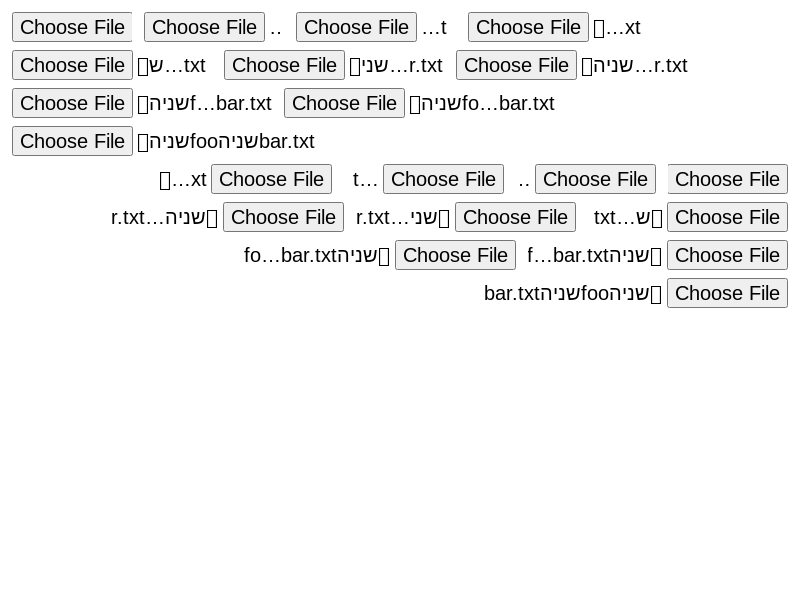 Choose File Choose File .. Choose File …t Choose File ▯…xt
Choose File ▯ש…txt Choose File ▯שני…r.txt Choose File ▯שניה…r.txt
Choose File ▯שניהf…bar.txt Choose File ▯שניהfo…bar.txt
Choose File ▯שניהfooשניהbar.txt
▯…xt Choose File t… Choose File .. Choose File Choose File
r.txt…שניה▯ Choose File r.txt…שני▯ Choose File txt…ש▯ Choose File
fo…bar.txtשניה▯ Choose File f…bar.txtשניה▯ Choose File
bar.txtשניהfooשניה▯ Choose File